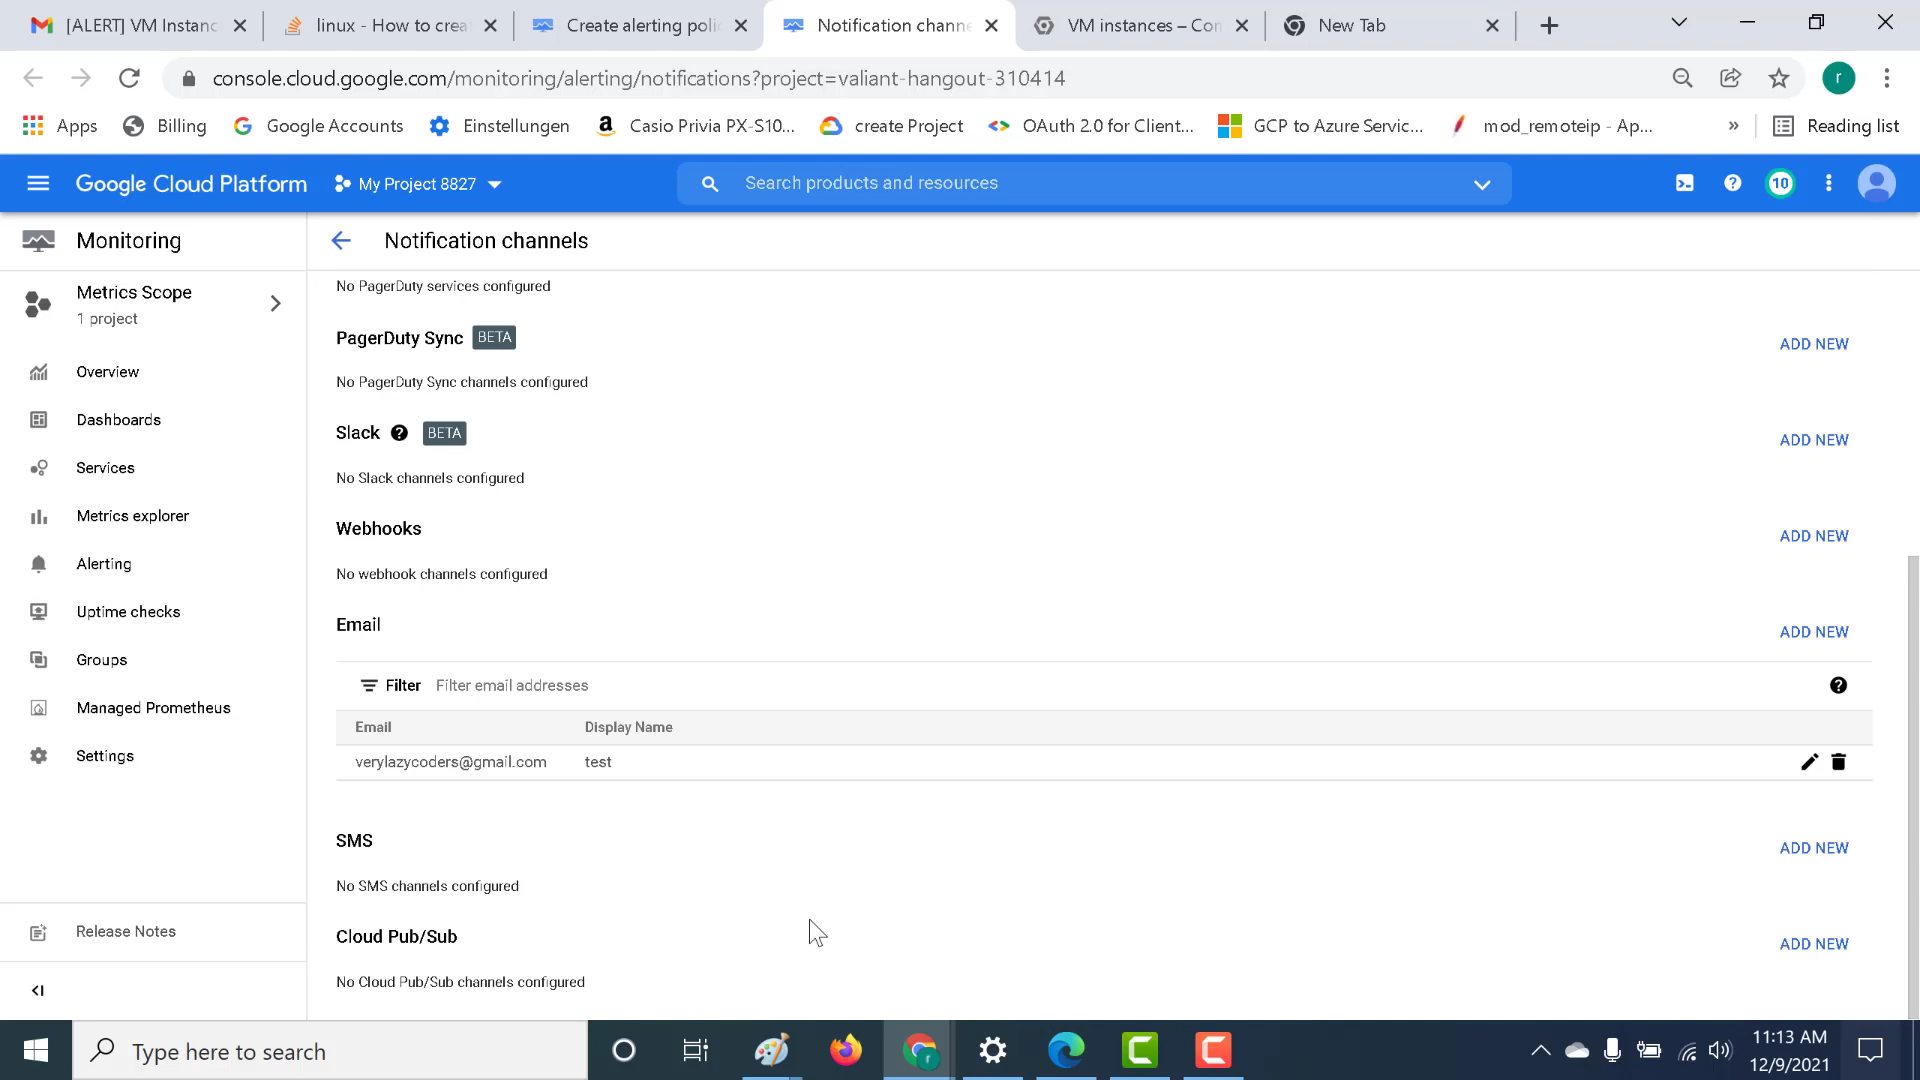 [ALERT] VM Instanc
linux - How to crea
Create alerting poli
Notification channe
VM instances – Con
New Tab
console.cloud.google.com/monitoring/alerting/notifications?project=valiant-hangout-310414
r
Apps
Billing
Google Accounts
Einstellungen
Casio Privia PX-S10...
create Project
OAuth 2.0 for Client...
GCP to Azure Servic...
mod_remoteip - Ap...
»
Reading list
Google Cloud Platform
My Project 8827
Search products and resources
10
Monitoring
Notification channels
Metrics Scope
1 project
Overview
Dashboards
Services
Metrics explorer
Alerting
Uptime checks
Groups
Managed Prometheus
Settings
Release Notes
No PagerDuty services configured
PagerDuty Sync BETA
ADD NEW
No PagerDuty Sync channels configured
Slack BETA
ADD NEW
No Slack channels configured
Webhooks
ADD NEW
No webhook channels configured
Email
ADD NEW
Filter Filter email addresses
Email Display Name
verylazycoders@gmail.com test
SMS
ADD NEW
No SMS channels configured
Cloud Pub/Sub
ADD NEW
No Cloud Pub/Sub channels configured
Type here to search
11:13 AM
12/9/2021